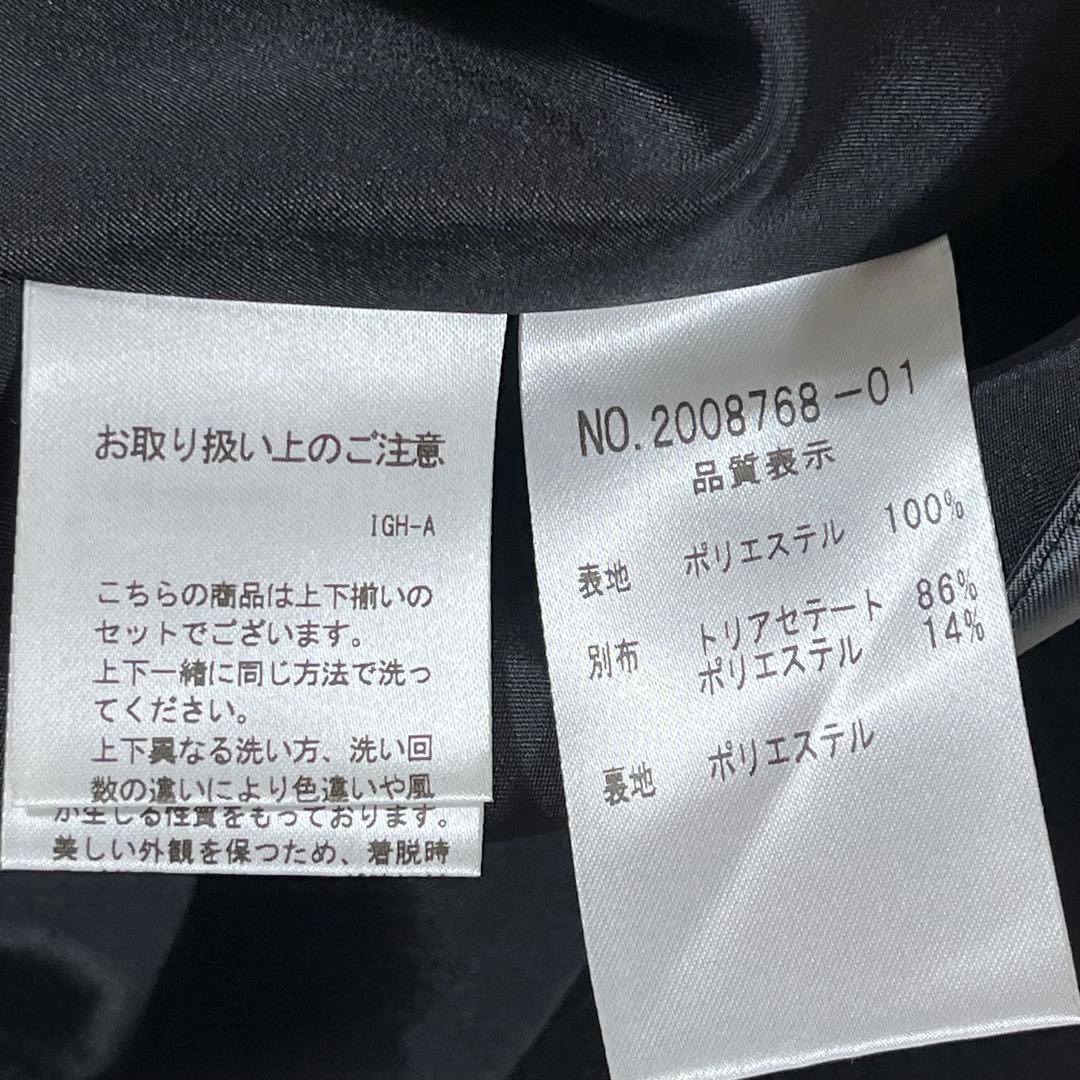 お取り扱い上のご注意
IGH-A
こちらの商品は上下揃いの
セットでございます。
上下一緒に同じ方法で洗っ
てください。
上下異なる洗い方、洗い回
数の違いにより色違いや風
が生じる性質をもっております。
美しい外観を保つため、着脱時
NO.2008768-01
品質表示
表地 ポリエステル 100%
別布 トリアセテート 86%
ポリエステル 14%
裏地 ポリエステル